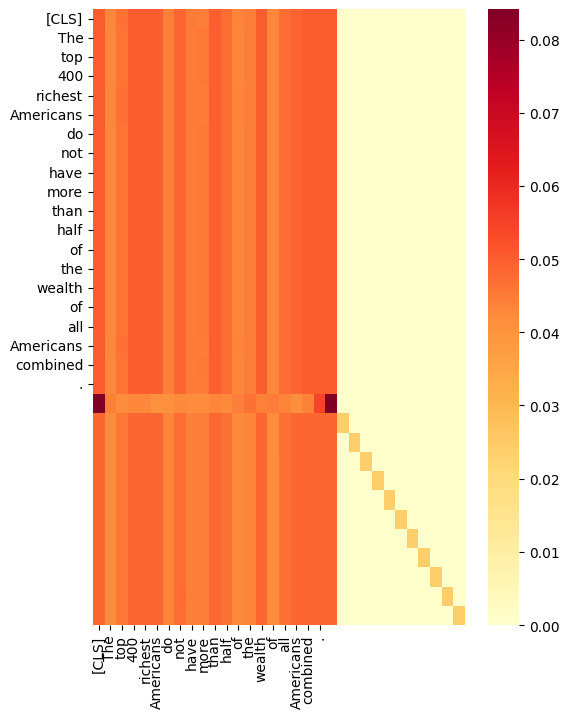 [CLS]
The
top
400
richest
Americans
do
not
have
more
than
half
of
the
wealth
of
all
Americans
combined
.
0.08
0.07
0.06
0.05
0.04
0.03
0.02
0.01
0.00
[CLS]
The
top
400
richest
Americans
do
not
have
more
than
half
of
the
wealth
of
all
Americans
combined
.